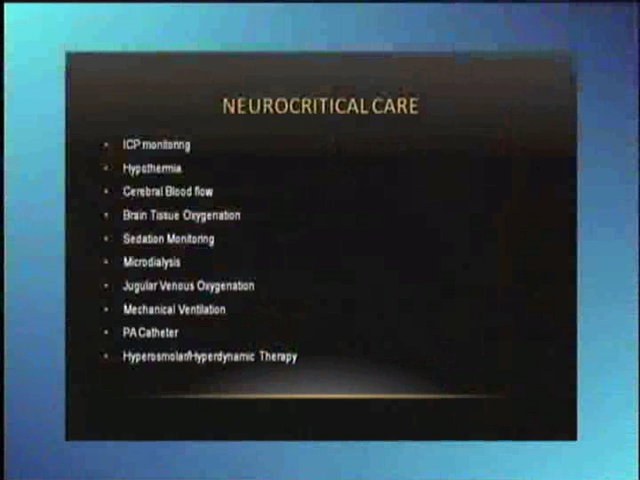 NEUROCRITICAL CARE
• ICP monitoring
• Hypothermia
• Cerebral Blood flow
• Brain Tissue Oxygenation
• Sedation Monitoring
• Microdialysis
• Jugular Venous Oxygenation
• Mechanical Ventilation
• PA Catheter
• Hyperosmolar/Hyperdynamic Therapy